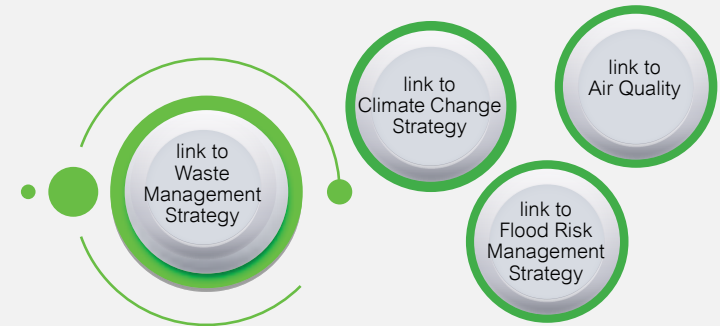 link to
Waste
Management
Strategy
link to
Climate Change
Strategy
link to
Air Quality
link to
Flood Risk
Management
Strategy